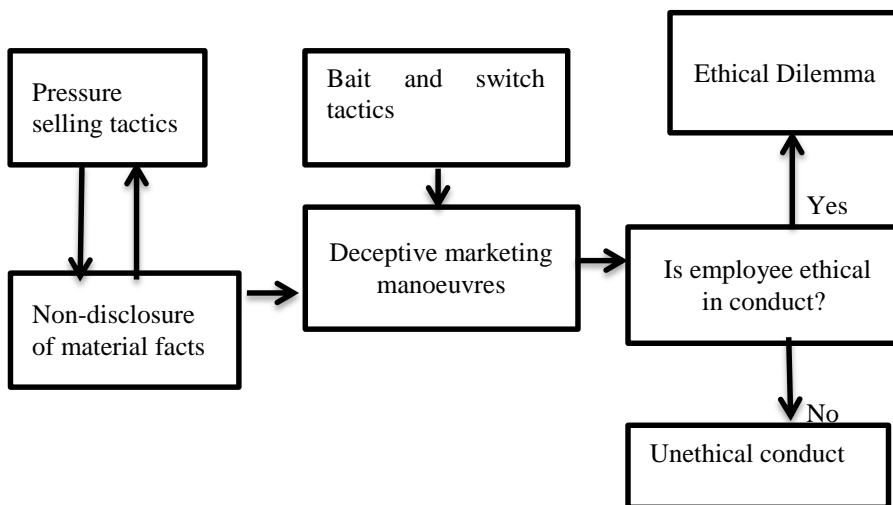 Pressure
selling tactics
Bait and switch
tactics
Ethical Dilemma
Yes
Non-disclosure
of material facts
Deceptive marketing
manoeuvres
Is employee ethical
in conduct?
No
Unethical conduct